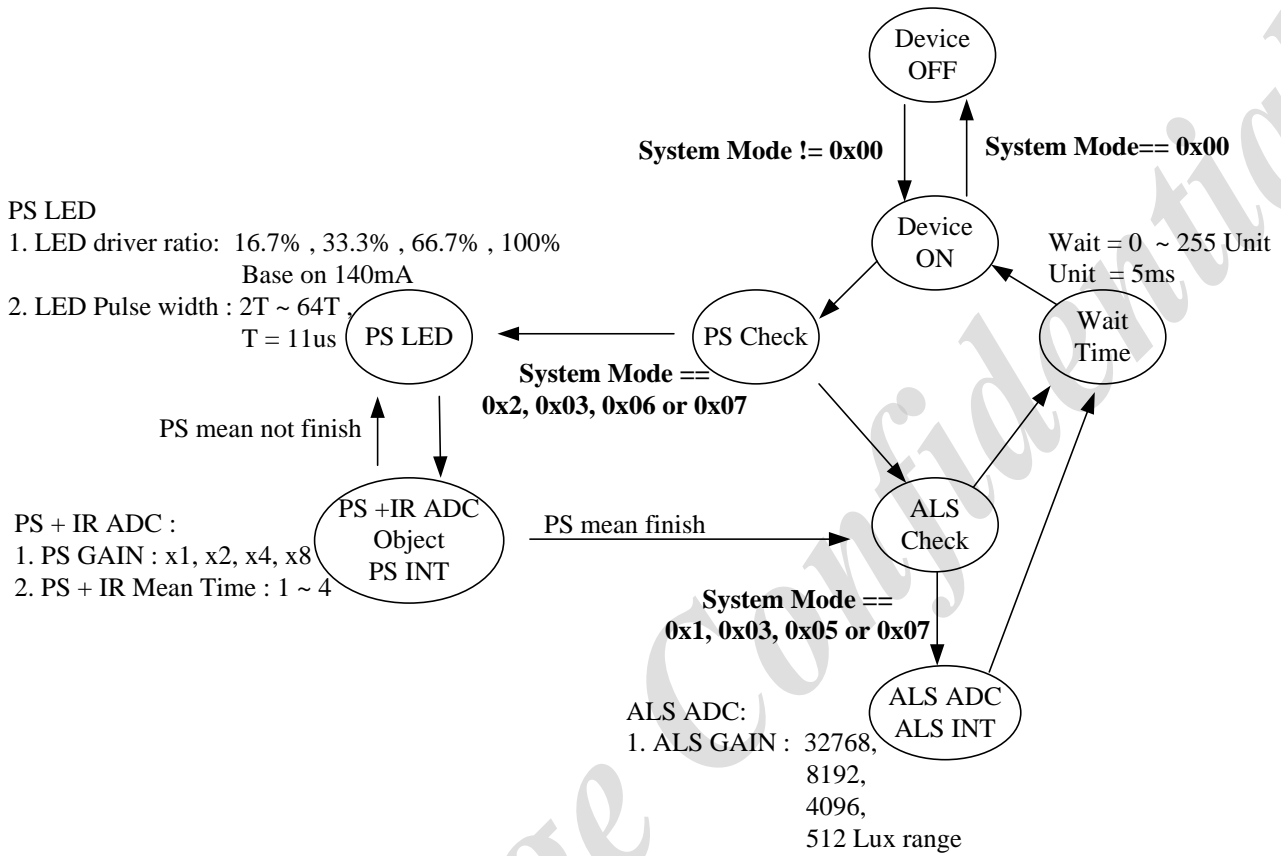 Device
OFF
System Mode != 0x00
System Mode== 0x00
PS LED
1. LED driver ratio: 16.7% , 33.3% , 66.7% , 100%
Base on 140mA
2. LED Pulse width : 2T ~ 64T ,
T = 11us
Device
ON
Wait = 0 ~ 255 Unit
Unit = 5ms
PS LED
PS Check
Wait
Time
System Mode ==
0x2, 0x03, 0x06 or 0x07
PS mean not finish
PS +IR ADC
Object
PS INT
PS mean finish
ALS
Check
PS + IR ADC :
1. PS GAIN : x1, x2, x4, x8
2. PS + IR Mean Time : 1 ~ 4
System Mode ==
0x1, 0x03, 0x05 or 0x07
ALS ADC
ALS INT
ALS ADC:
1. ALS GAIN : 32768,
8192,
4096,
512 Lux range
Confidential